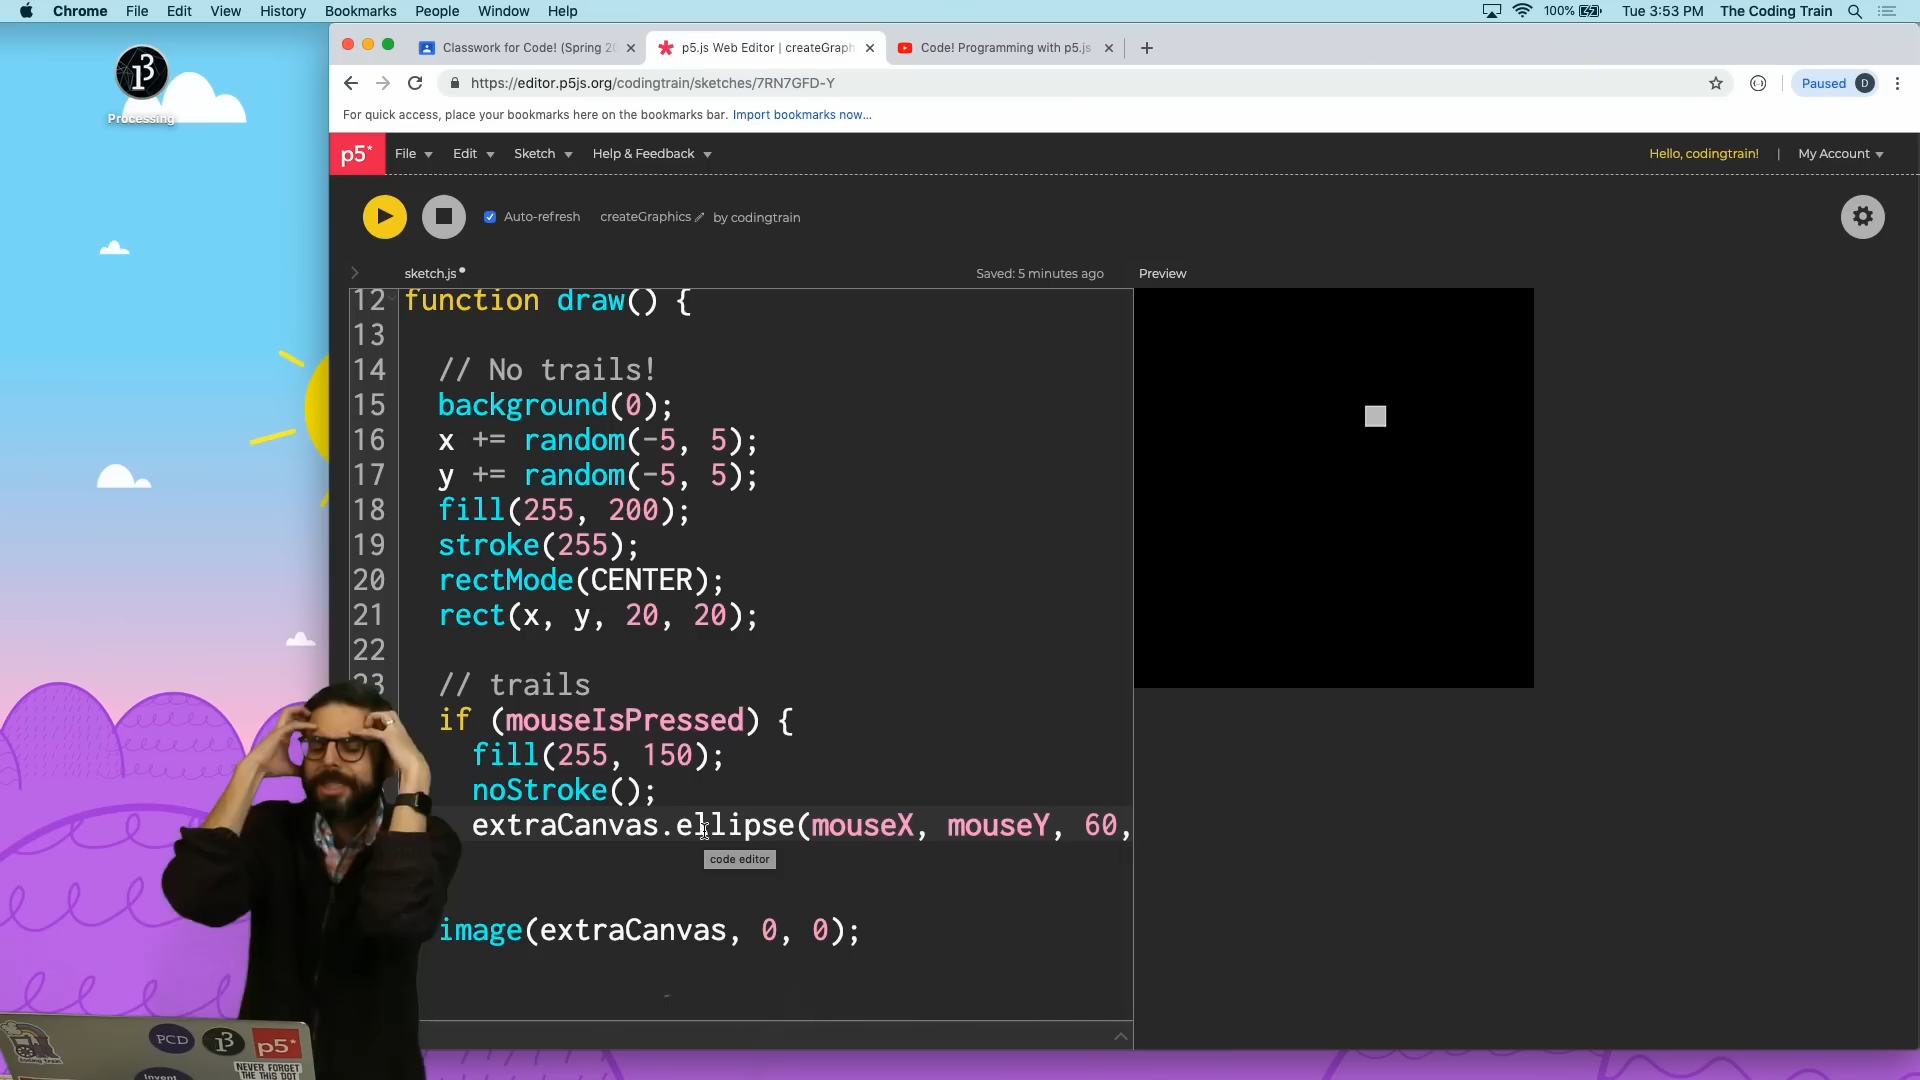 Chrome File Edit View History Bookmarks People Window Help 100% Tue 3:53 PM The Coding Train
Processing
Classwork for Code! (Spring 20
p5.js Web Editor | createGraph
Code! Programming with p5.js
https://editor.p5js.org/codingtrain/sketches/7RN7GFD-Y
Paused D
For quick access, place your bookmarks here on the bookmarks bar. Import bookmarks now...
p5* File Edit Sketch Help & Feedback Hello, codingtrain! | My Account
Auto-refresh createGraphics by codingtrain
sketch.js Saved: 5 minutes ago Preview
12 function draw() {
13
14 // No trails!
15 background(0);
16 x += random(-5, 5);
17 y += random(-5, 5);
18 fill(255, 200);
19 stroke(255);
20 rectMode(CENTER);
21 rect(x, y, 20, 20);
22
23 // trails
if (mouseIsPressed) {
fill(255, 150);
noStroke();
extraCanvas.ellipse(mouseX, mouseY, 60,
code editor
image(extraCanvas, 0, 0);
PCD p5*
NEVER FORGET
THE THIS DOT
Invent